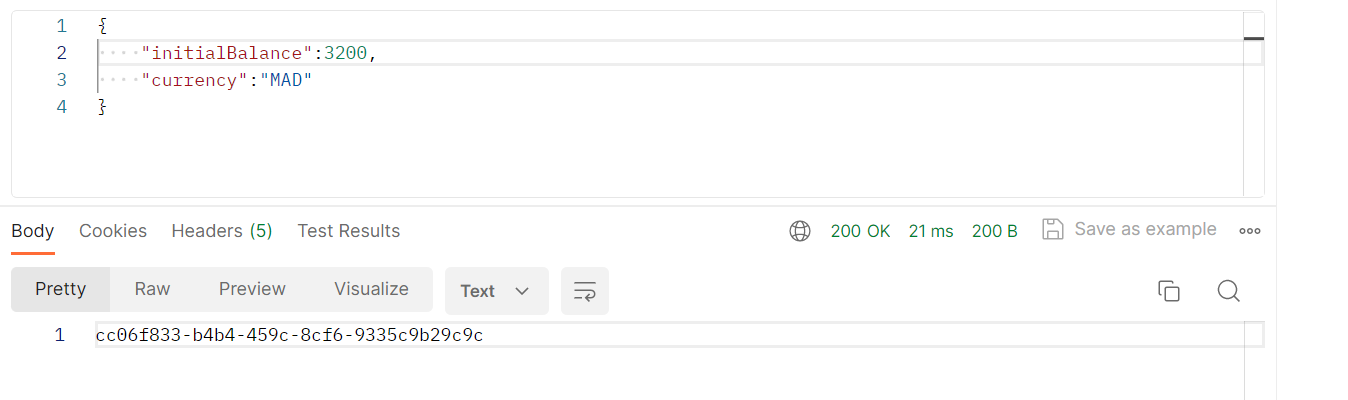 1 {
2 ····"initialBalance":3200,
3 ····"currency":"MAD"
4 }
Body Cookies Headers (5) Test Results 200 OK 21 ms 200 B Save as example
Pretty Raw Preview Visualize Text
1 cc06f833-b4b4-459c-8cf6-9335c9b29c9c